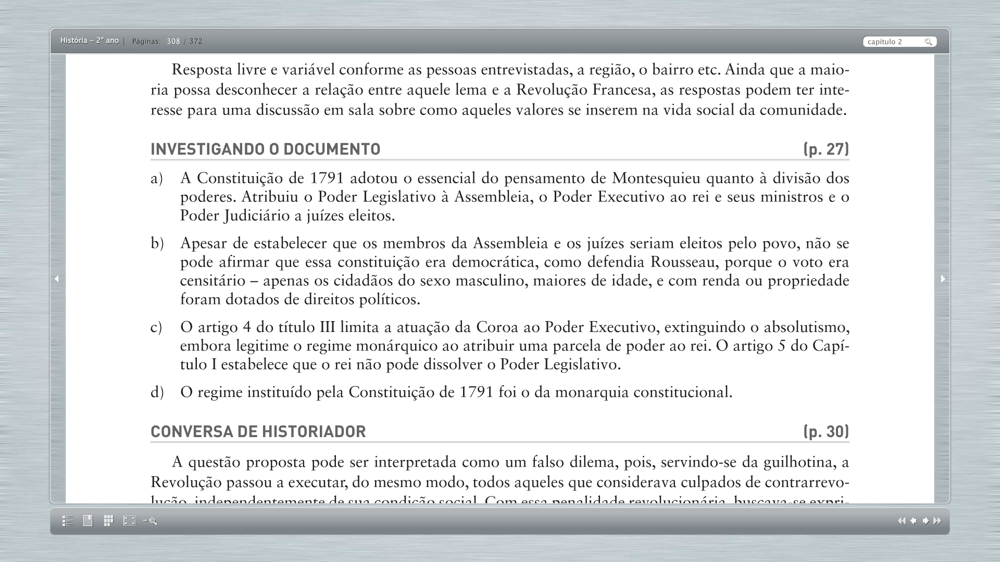 História – 2º ano | Páginas: 308 / 372
capítulo 2
Resposta livre e variável conforme as pessoas entrevistadas, a região, o bairro etc. Ainda que a maio-
ria possa desconhecer a relação entre aquele lema e a Revolução Francesa, as respostas podem ter inte-
resse para uma discussão em sala sobre como aqueles valores se inserem na vida social da comunidade.
INVESTIGANDO O DOCUMENTO (p. 27)
a) A Constituição de 1791 adotou o essencial do pensamento de Montesquieu quanto à divisão dos
poderes. Atribuiu o Poder Legislativo à Assembleia, o Poder Executivo ao rei e seus ministros e o
Poder Judiciário a juízes eleitos.
b) Apesar de estabelecer que os membros da Assembleia e os juízes seriam eleitos pelo povo, não se
pode afirmar que essa constituição era democrática, como defendia Rousseau, porque o voto era
censitário – apenas os cidadãos do sexo masculino, maiores de idade, e com renda ou propriedade
foram dotados de direitos políticos.
c) O artigo 4 do título III limita a atuação da Coroa ao Poder Executivo, extinguindo o absolutismo,
embora legitime o regime monárquico ao atribuir uma parcela de poder ao rei. O artigo 5 do Capí-
tulo I estabelece que o rei não pode dissolver o Poder Legislativo.
d) O regime instituído pela Constituição de 1791 foi o da monarquia constitucional.
CONVERSA DE HISTORIADOR (p. 30)
A questão proposta pode ser interpretada como um falso dilema, pois, servindo-se da guilhotina, a
Revolução passou a executar, do mesmo modo, todos aqueles que considerava culpados de contrarrevo-
lução, independentemente de sua condição social. Com essa penalidade revolucionária, buscava-se expri-